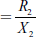 = R₂/X₂